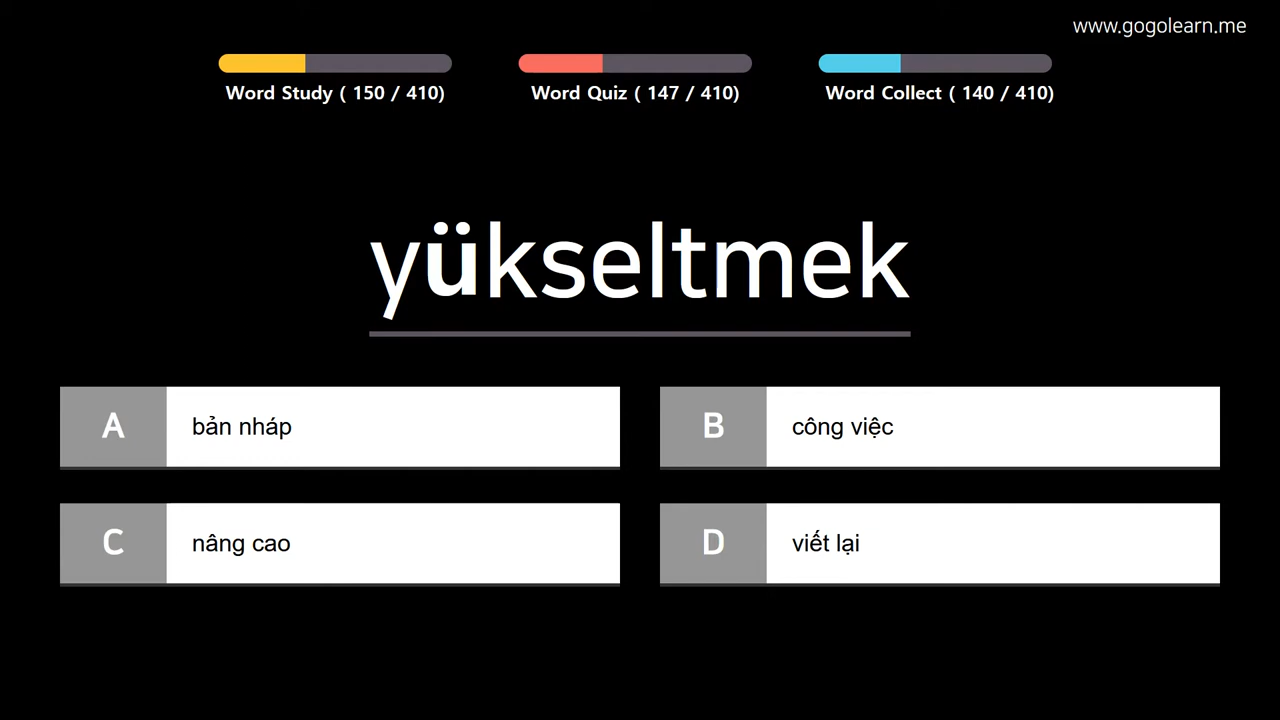 www.gogolearn.me
Word Study ( 150 / 410)
Word Quiz ( 147 / 410)
Word Collect ( 140 / 410)
yükseltmek
A bản nháp
B công việc
C nâng cao
D viết lại